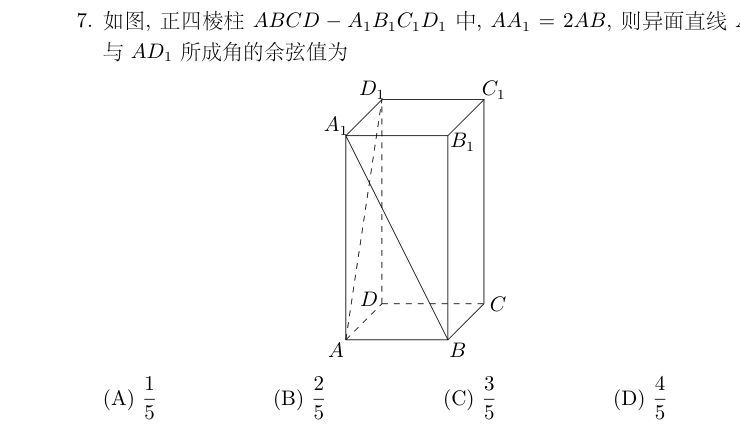 7. 如图, 正四棱柱 ABCD − A₁B₁C₁D₁ 中, AA₁ = 2AB, 则异面直线
与 AD₁ 所成角的余弦值为
D₁
C₁
A₁
B₁
D
C
A
B
(A) 1/5 (B) 2/5 (C) 3/5 (D) 4/5